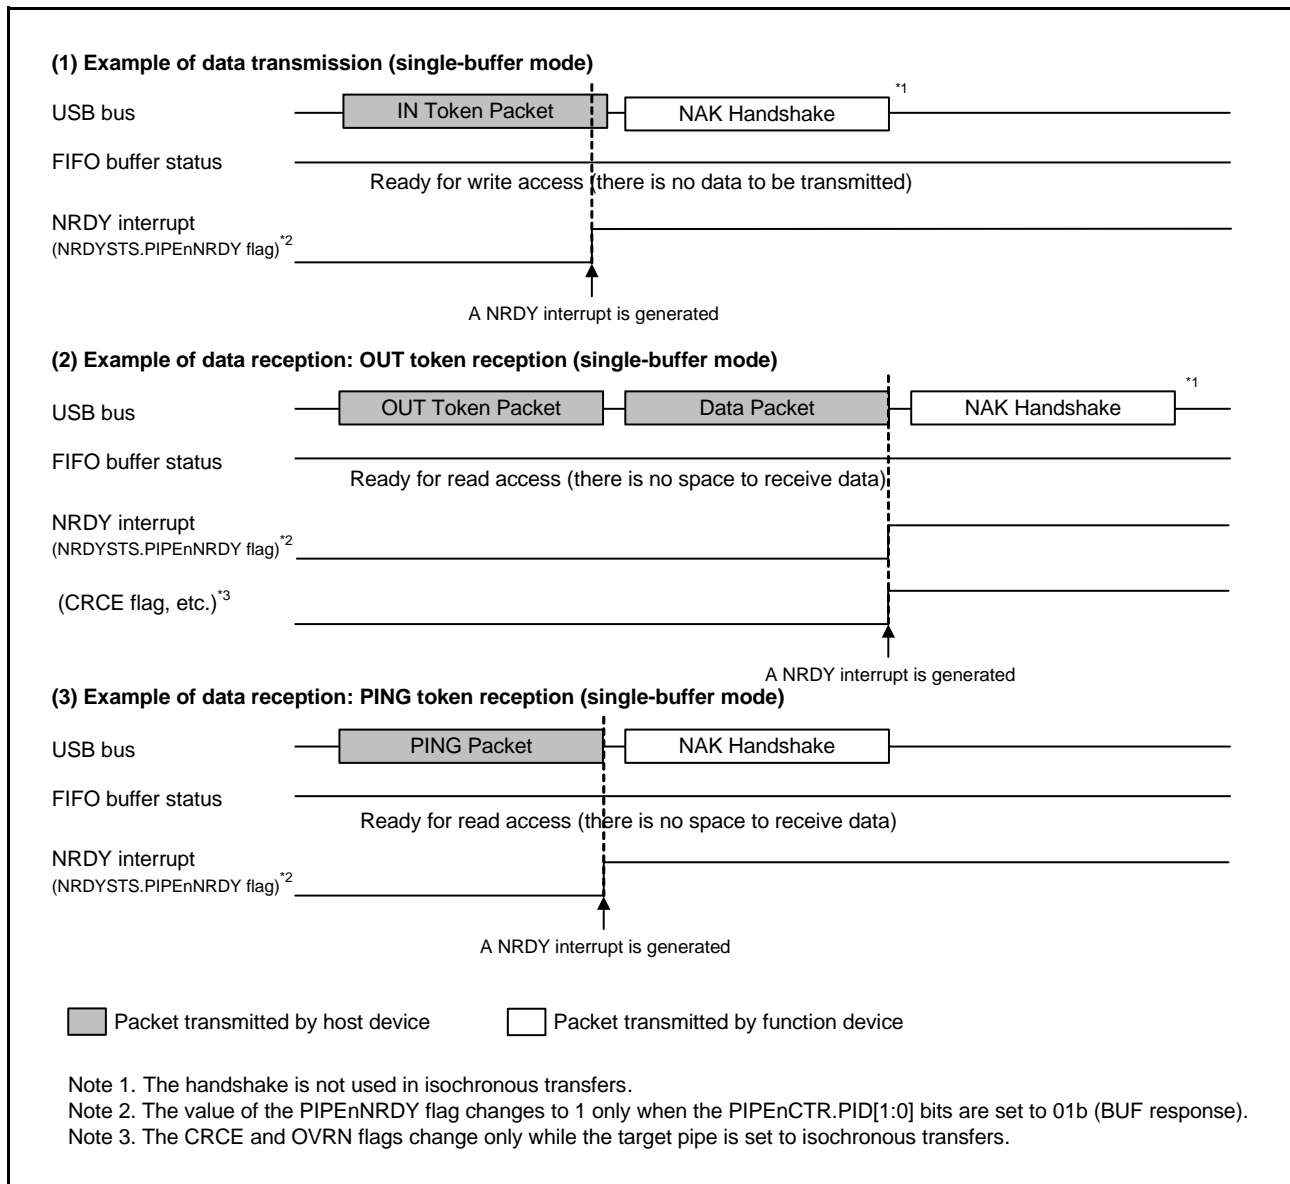 (1) Example of data transmission (single-buffer mode)
USB bus
IN Token Packet
NAK Handshake
*1
FIFO buffer status
Ready for write access (there is no data to be transmitted)
NRDY interrupt
(NRDYSTS.PIPEnNRDY flag)*2
A NRDY interrupt is generated
(2) Example of data reception: OUT token reception (single-buffer mode)
USB bus
OUT Token Packet
Data Packet
NAK Handshake
*1
FIFO buffer status
Ready for read access (there is no space to receive data)
NRDY interrupt
(NRDYSTS.PIPEnNRDY flag)*2
(CRCE flag, etc.)*3
A NRDY interrupt is generated
(3) Example of data reception: PING token reception (single-buffer mode)
USB bus
PING Packet
NAK Handshake
FIFO buffer status
Ready for read access (there is no space to receive data)
NRDY interrupt
(NRDYSTS.PIPEnNRDY flag)*2
A NRDY interrupt is generated
Packet transmitted by host device
Packet transmitted by function device
Note 1. The handshake is not used in isochronous transfers.
Note 2. The value of the PIPEnNRDY flag changes to 1 only when the PIPEnCTR.PID[1:0] bits are set to 01b (BUF response).
Note 3. The CRCE and OVRN flags change only while the target pipe is set to isochronous transfers.